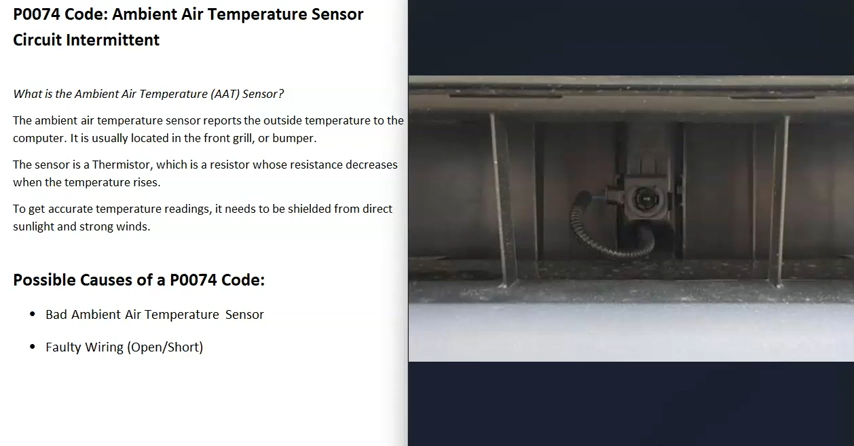 P0074 Code: Ambient Air Temperature Sensor
Circuit Intermittent
What is the Ambient Air Temperature (AAT) Sensor?
The ambient air temperature sensor reports the outside temperature to the
computer. It is usually located in the front grill, or bumper.
The sensor is a Thermistor, which is a resistor whose resistance decreases
when the temperature rises.
To get accurate temperature readings, it needs to be shielded from direct
sunlight and strong winds.
Possible Causes of a P0074 Code:
• Bad Ambient Air Temperature Sensor
• Faulty Wiring (Open/Short)